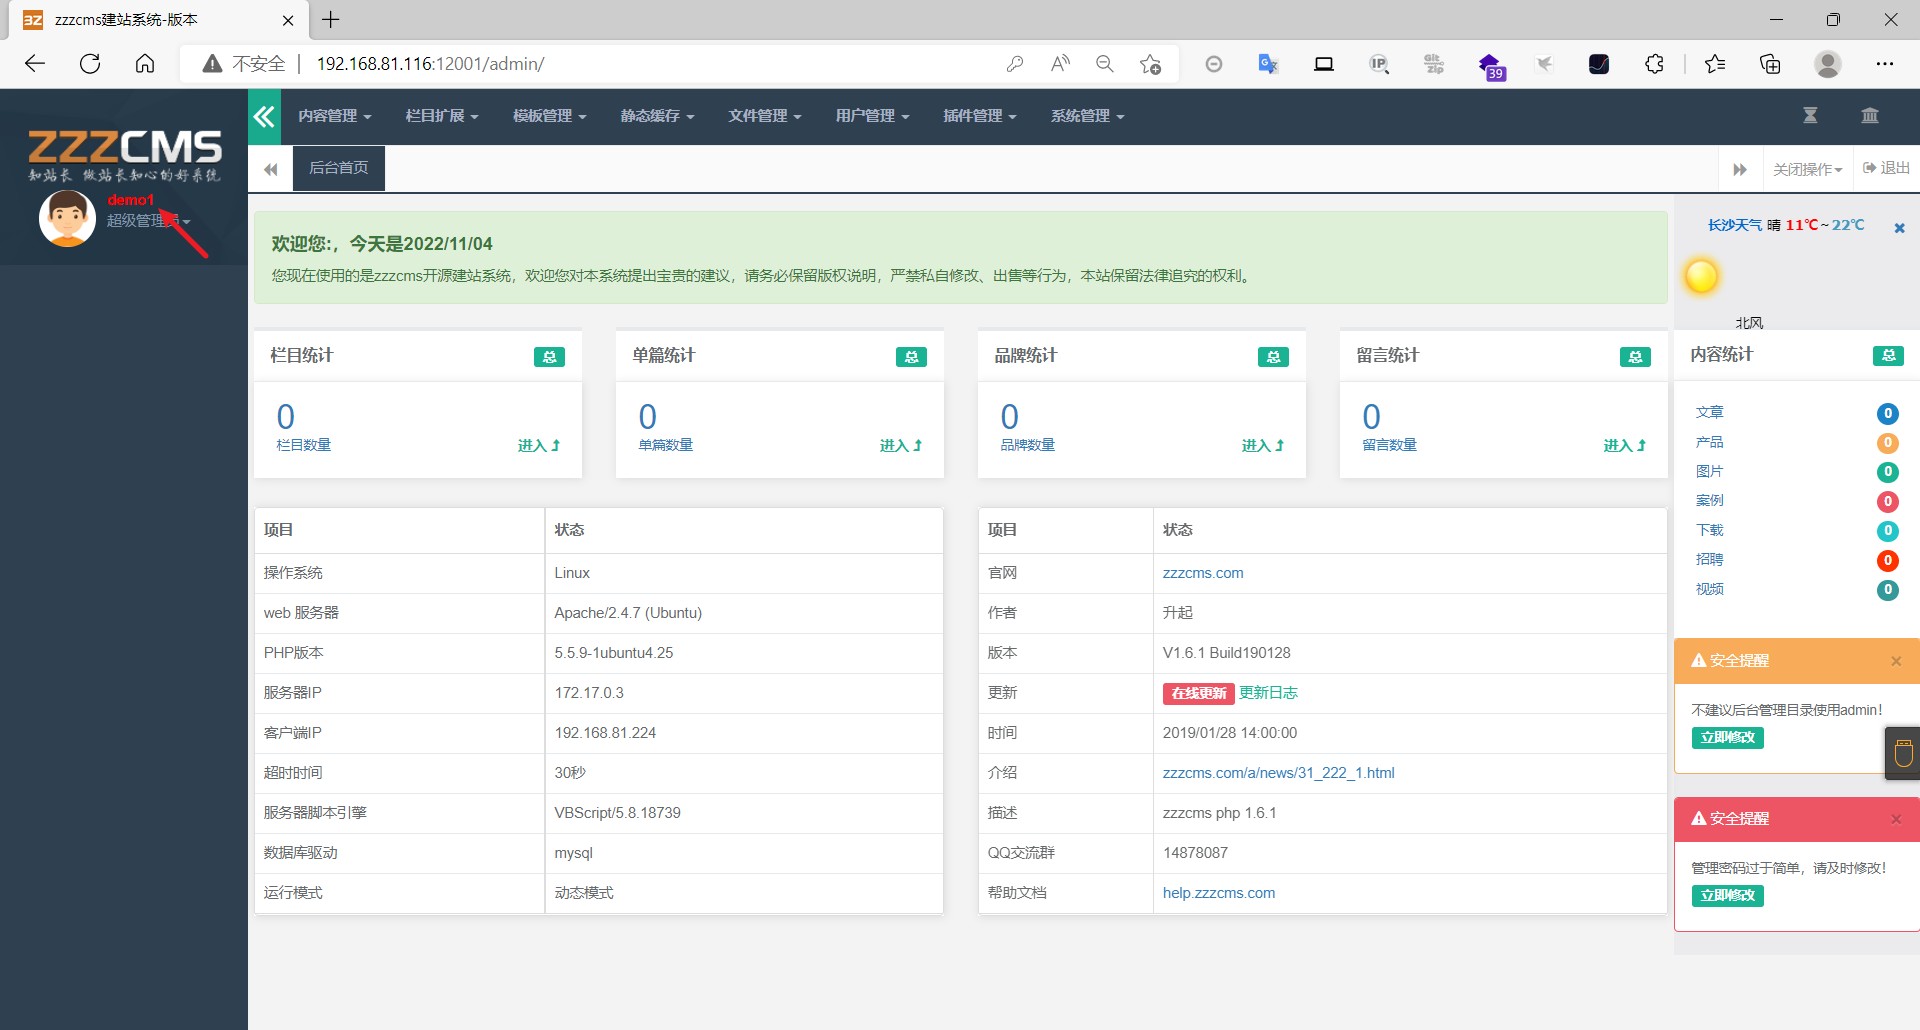 zzzcms建站系统-版本
不安全 192.168.81.116:12001/admin/
39
ZZZCMS
知站长 做站长知心的好系统
demo1
超级管理员
内容管理 栏目扩展 模板管理 静态缓存 文件管理 用户管理 插件管理 系统管理
后台首页 关闭操作 退出
欢迎您:，今天是2022/11/04
您现在使用的是zzzcms开源建站系统，欢迎您对本系统提出宝贵的建议，请务必保留版权说明，严禁私自修改、出售等行为，本站保留法律追究的权利。
长沙天气 晴 11℃~22℃
北风
栏目统计 总
0
栏目数量 进入
单篇统计 总
0
单篇数量 进入
品牌统计 总
0
品牌数量 进入
留言统计 总
0
留言数量 进入
项目 状态
操作系统 Linux
web 服务器 Apache/2.4.7 (Ubuntu)
PHP版本 5.5.9-1ubuntu4.25
服务器IP 172.17.0.3
客户端IP 192.168.81.224
超时时间 30秒
服务器脚本引擎 VBScript/5.8.18739
数据库驱动 mysql
运行模式 动态模式
项目 状态
官网 zzzcms.com
作者 升起
版本 V1.6.1 Build190128
更新 在线更新 更新日志
时间 2019/01/28 14:00:00
介绍 zzzcms.com/a/news/31_222_1.html
描述 zzzcms php 1.6.1
QQ交流群 14878087
帮助文档 help.zzzcms.com
内容统计 总
文章 0
产品 0
图片 0
案例 0
下载 0
招聘 0
视频 0
安全提醒
不建议后台管理目录使用admin!
立即修改
安全提醒
管理密码过于简单，请及时修改!
立即修改